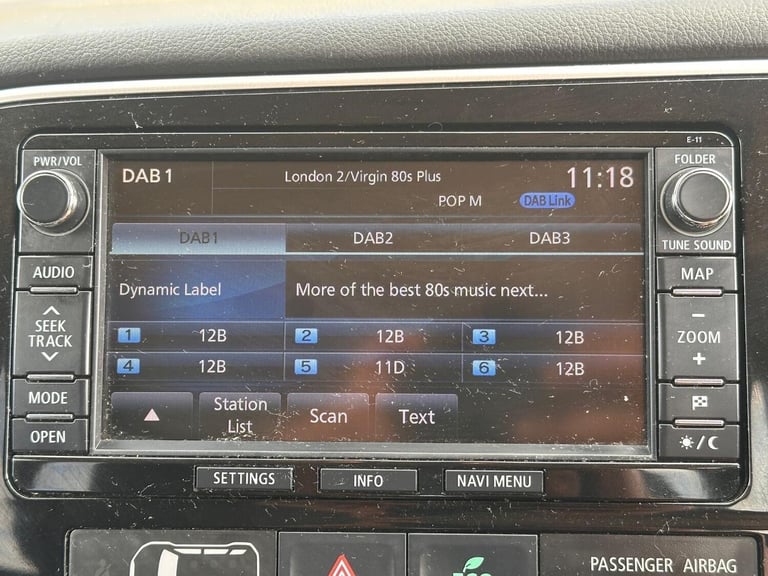 E-11
PWR/VOL
FOLDER
DAB 1
London 2/Virgin 80s Plus
11:18
POP M
DAB Link
TUNE SOUND
DAB1
DAB2
DAB3
AUDIO
MAP
Dynamic Label
More of the best 80s music next...
SEEK
TRACK
ZOOM
1 12B
2 12B
3 12B
4 12B
5 11D
6 12B
MODE
Station
List
Scan
Text
OPEN
SETTINGS
INFO
NAVI MENU
ECO
PASSENGER AIRBAG